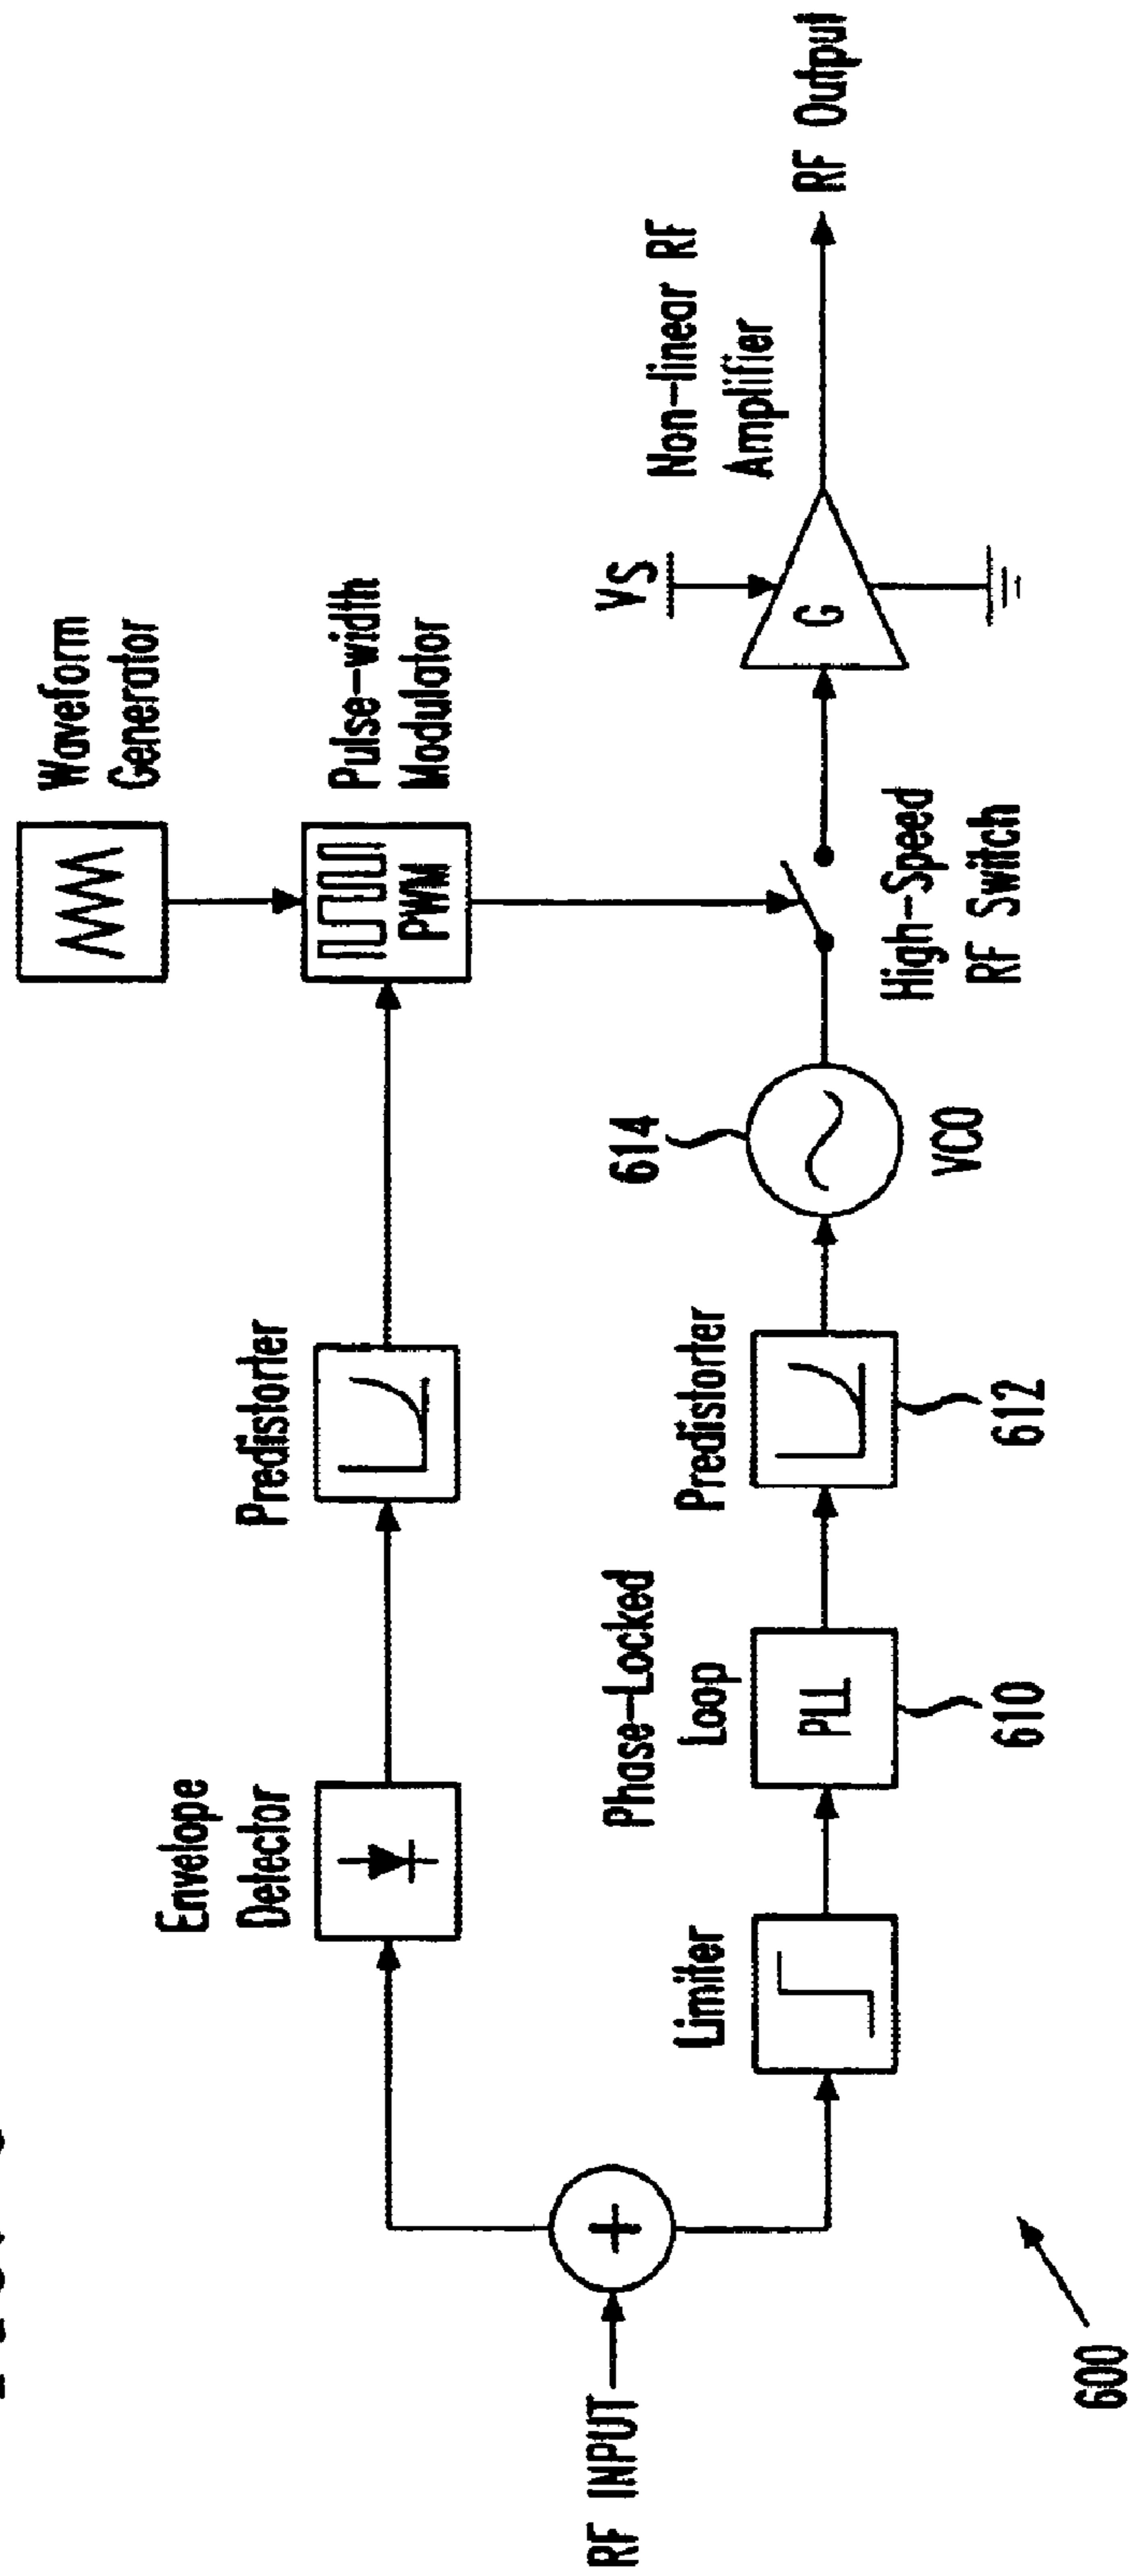 Waveform
Generator
Pulse-width
Modulator
PWM
Envelope
Detector
Predistorter
RF INPUT
+
Limiter
Phase-Locked
Loop
PLL
610
Predistorter
612
614
VCO
High-Speed
RF Switch
VS
G
Non-linear RF
Amplifier
RF Output
600